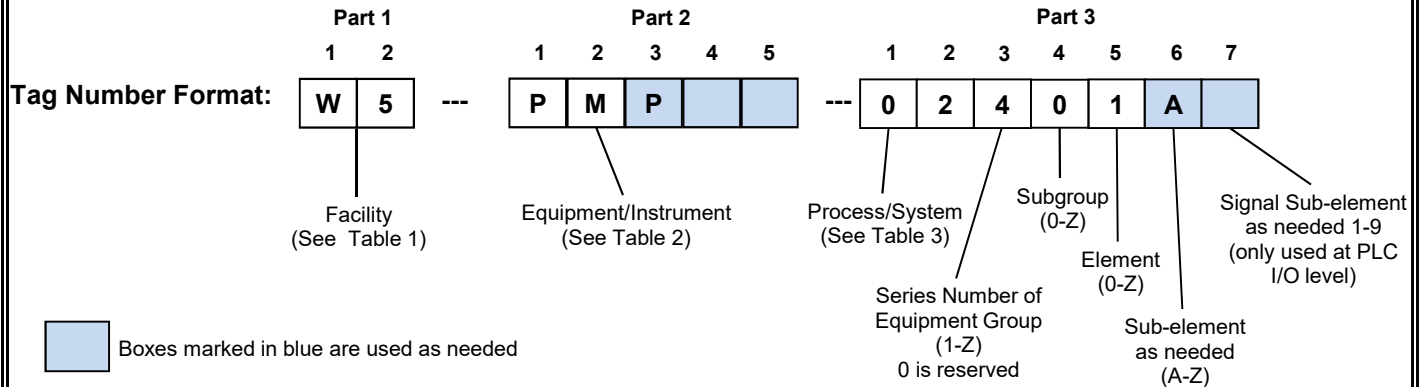 Part 1 Part 2 Part 3
1 2 1 2 3 4 5 1 2 3 4 5 6 7
Tag Number Format: W 5 --- P M P --- 0 2 4 0 1 A
Facility
(See Table 1)
Equipment/Instrument
(See Table 2)
Process/System
(See Table 3)
Series Number of
Equipment Group
(1-Z)
0 is reserved
Subgroup
(0-Z)
Element
(0-Z)
Sub-element
as needed
(A-Z)
Signal Sub-element
as needed 1-9
(only used at PLC
I/O level)
Boxes marked in blue are used as needed